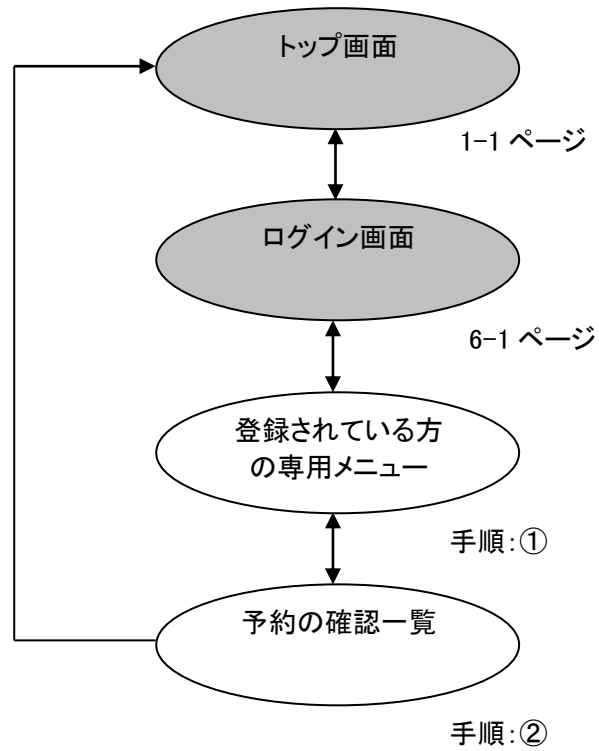 トップ画面
1-1 ページ
ログイン画面
6-1 ページ
登録されている方
の専用メニュー
手順:①
予約の確認一覧
手順:②